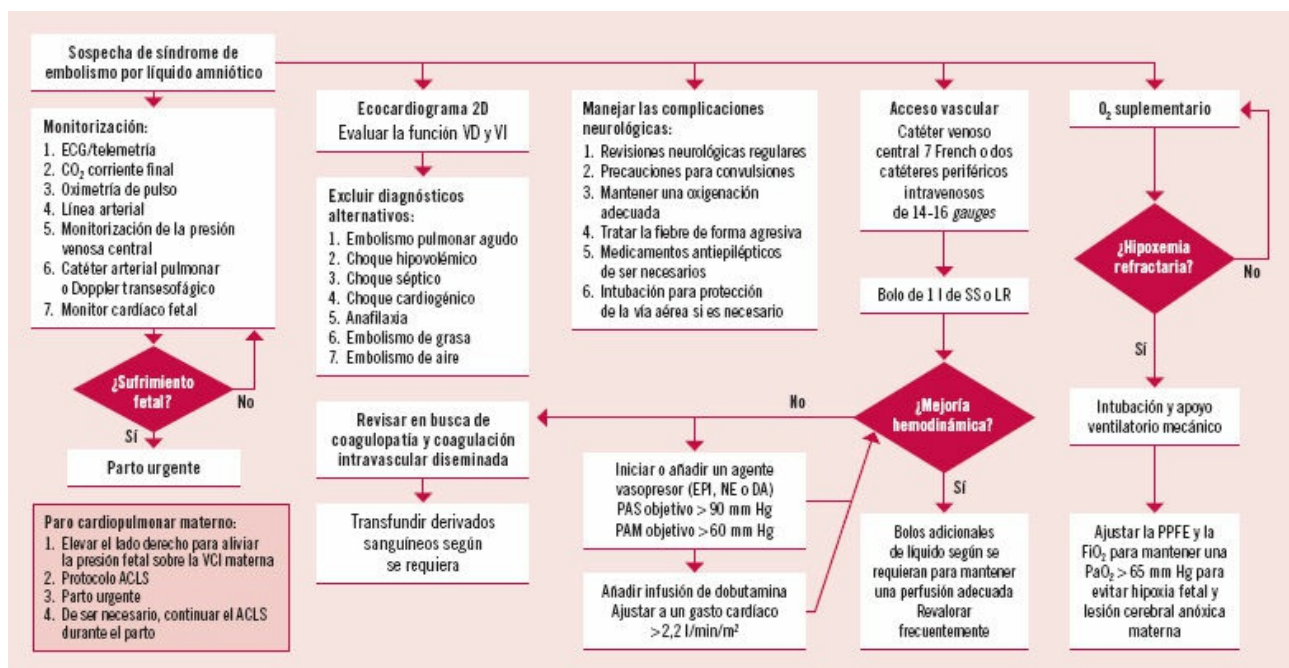 Sospecha de síndrome de
embolismo por líquido amniótico
Monitorización:
1. ECG/telemetría
2. CO₂ corriente final
3. Oximetría de pulso
4. Línea arterial
5. Monitorización de la presión
venosa central
6. Catéter arterial pulmonar
o Doppler transesofágico
7. Monitor cardíaco fetal
¿Sufrimiento
fetal?
No
Sí
Parto urgente
Paro cardiopulmonar materno:
1. Elevar el lado derecho para aliviar
la presión fetal sobre la VCI materna
2. Protocolo ACLS
3. Parto urgente
4. De ser necesario, continuar el ACLS
durante el parto
Ecocardiograma 2D
Evaluar la función VD y VI
Excluir diagnósticos
alternativos:
1. Embolismo pulmonar agudo
2. Choque hipovolémico
3. Choque séptico
4. Choque cardiogénico
5. Anafilaxia
6. Embolismo de grasa
7. Embolismo de aire
Revisar en busca de
coagulopatía y coagulación
intravascular diseminada
Transfundir derivados
sanguíneos según
se requiera
Manejar las complicaciones
neurológicas:
1. Revisiones neurológicas regulares
2. Precauciones para convulsiones
3. Mantener una oxigenación
adecuada
4. Tratar la fiebre de forma agresiva
5. Medicamentos antiepilépticos
de ser necesarios
6. Intubación para protección
de la vía aérea si es necesario
Acceso vascular
Catéter venoso
central 7 French o dos
catéteres periféricos
intravenosos
de 14-16 gauges
Bolo de 1 l de SS o LR
¿Mejoría
hemodinámica?
No
Iniciar o añadir un agente
vasopresor (EPI, NE o DA)
PAS objetivo > 90 mm Hg
PAM objetivo >60 mm Hg
Añadir infusión de dobutamina
Ajustar a un gasto cardíaco
>2,2 l/min/m²
Sí
Bolos adicionales
de líquido según se
requieran para mantener
una perfusión adecuada
Revalorar
frecuentemente
O₂ suplementario
¿Hipoxemia
refractaria?
No
Sí
Intubación y apoyo
ventilatorio mecánico
Ajustar la PPFE y la
FiO₂ para mantener una
PaO₂ > 65 mm Hg para
evitar hipoxia fetal y
lesión cerebral anóxica
materna